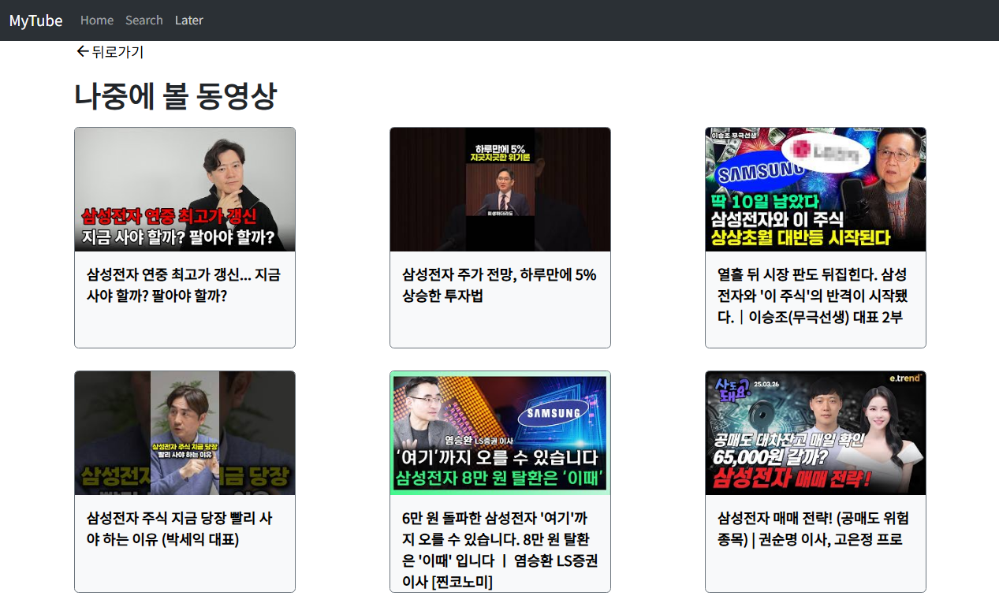 MyTube Home Search Later
뒤로가기
나중에 볼 동영상
삼성전자 연중 최고가 갱신
지금 사야 할까? 팔아야 할까?
삼성전자 연중 최고가 갱신... 지금
사야 할까? 팔아야 할까?
하루만에 5%
지긋지긋한 위기론
회생하더라도
삼성전자 주가 전망, 하루만에 5%
상승한 투자법
이승조 무극선생
SAMSUNG
딱 10일 남았다
삼성전자와 이 주식
상상초월 대반등 시작된다
열흘 뒤 시장 판도 뒤집힌다. 삼성
전자와 '이 주식'의 반격이 시작됐
다.｜이승조(무극선생) 대표 2부
삼성전자 주식 지금 당장
빨리 사야 하는 이유
삼성전자 주식 지금 당장 빨리 사
야 하는 이유 (박세익 대표)
SAMSUNG
염승환 LS증권 이사
'여기'까지 오를 수 있습니다
삼성전자 8만 원 탈환은 '이때'
6만 원 돌파한 삼성전자 '여기'까
지 오를 수 있습니다. 8만 원 탈환
은 '이때' 입니다 ㅣ 염승환 LS증권
이사 [찐코노미]
사도 돼요?
25.03.26
e.trend
공매도 대차잔고 매일 확인
65,000원 갈까?
삼성전자 매매 전략!
삼성전자 매매 전략! (공매도 위험
종목) | 권순명 이사, 고은정 프로